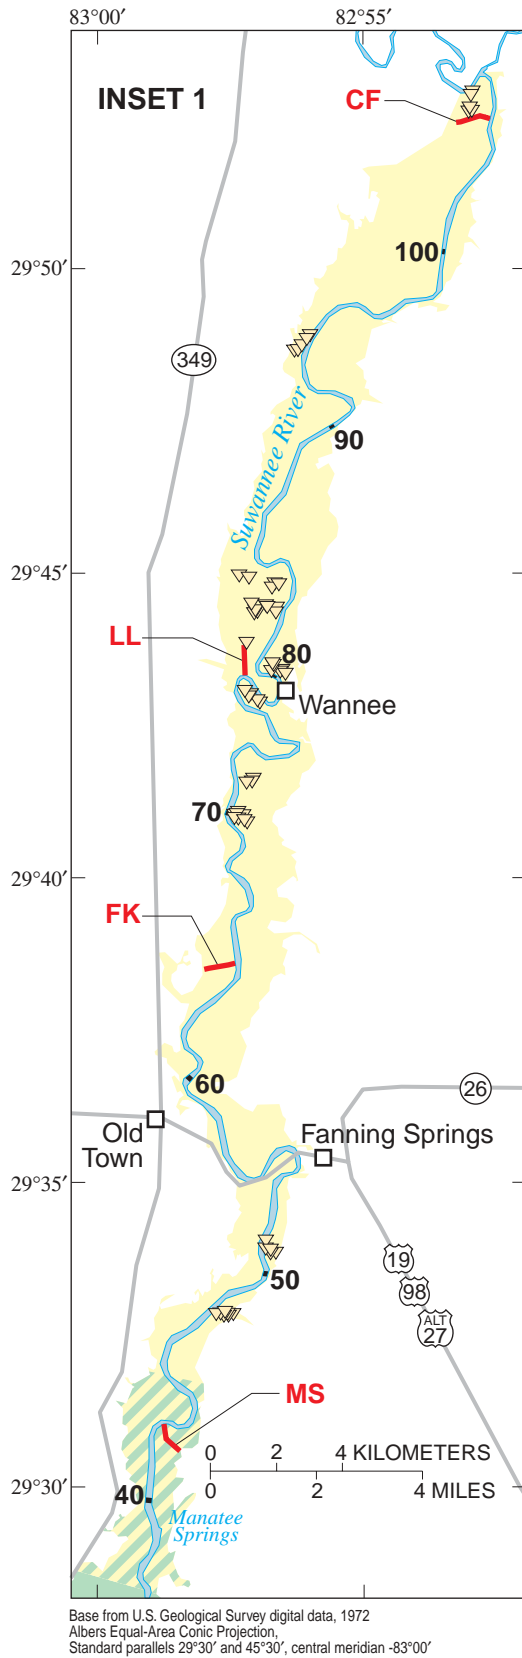 83°00′ 82°55′
INSET 1
CF
100
29°50′
349
90
Suwannee River
29°45′
LL
80
Wannee
70
29°40′
FK
60
26
Old
Town
Fanning Springs
29°35′
19
50
98
ALT
27
MS
0 2 4 KILOMETERS
0 2 4 MILES
29°30′
40
Manatee
Springs
Base from U.S. Geological Survey digital data, 1972
Albers Equal-Area Conic Projection,
Standard parallels 29°30′ and 45°30′, central meridian -83°00′